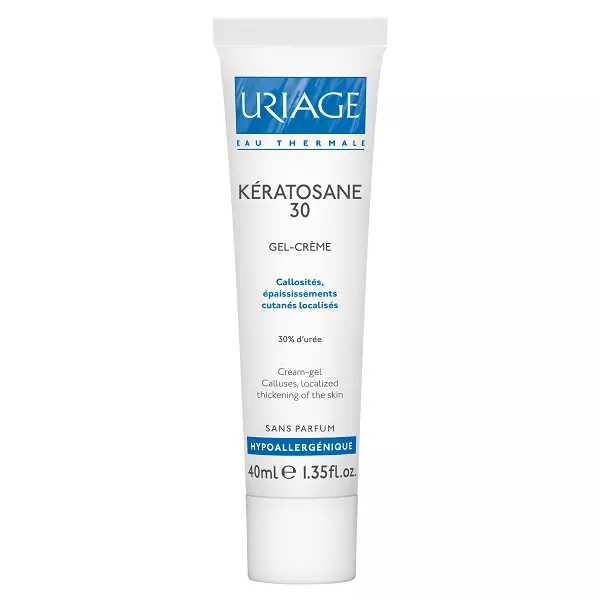 URIAGE
EAU THERMALE
KÉRATOSANE
30
GEL-CRÈME
Callosités,
épaississements
cutanés localisés
30% d'urée
Cream-gel
Calluses, localized
thickening of the skin
SANS PARFUM
HYPOALLERGÉNIQUE
40ml e 1.35fl.oz.